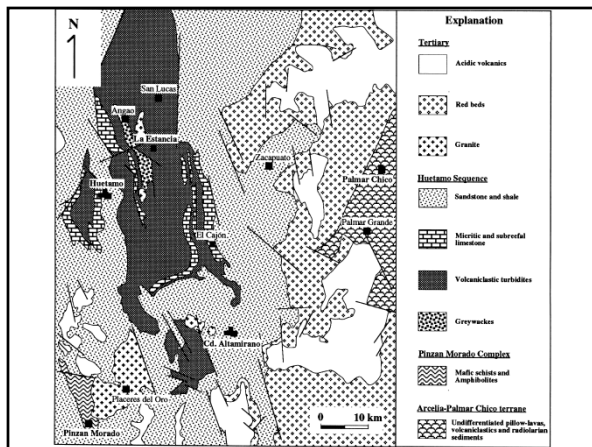 N
San Lucas
Angao
La Estancia
Zacapuato
Huetamo
Palmar Chico
Palmar Grande
El Cajón
Cd. Altamirano
Placeres del Oro
Pinzan Morado
0 10 km
Explanation
Tertiary
Acidic volcanics
Red beds
Granite
Huetamo Sequence
Sandstone and shale
Micritic and subreefal
limestone
Volcaniclastic turbidites
Greywackes
Pinzan Morado Complex
Mafic schists and
Amphibolites
Arcelia-Palmar Chico terrane
Undifferentiated pillow-lavas,
volcaniclastics and radiolarian
sediments